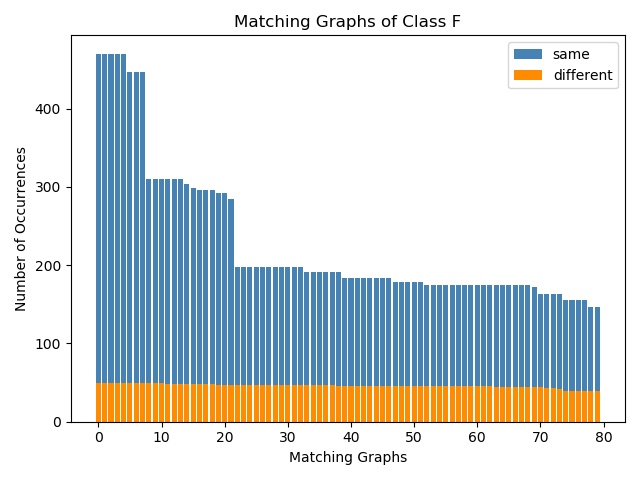 Matching Graphs of Class F
same
different
Number of Occurrences
400
300
200
100
0
0 10 20 30 40 50 60 70 80
Matching Graphs